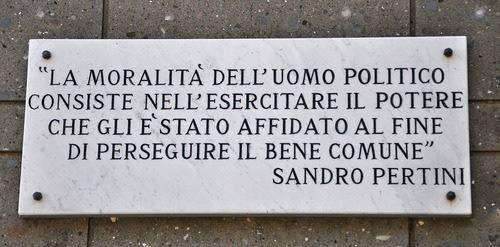 "LA MORALITÀ DELL'UOMO POLITICO
CONSISTE NELL'ESERCITARE IL POTERE
CHE GLI È STATO AFFIDATO AL FINE
DI PERSEGUIRE IL BENE COMUNE"
SANDRO PERTINI